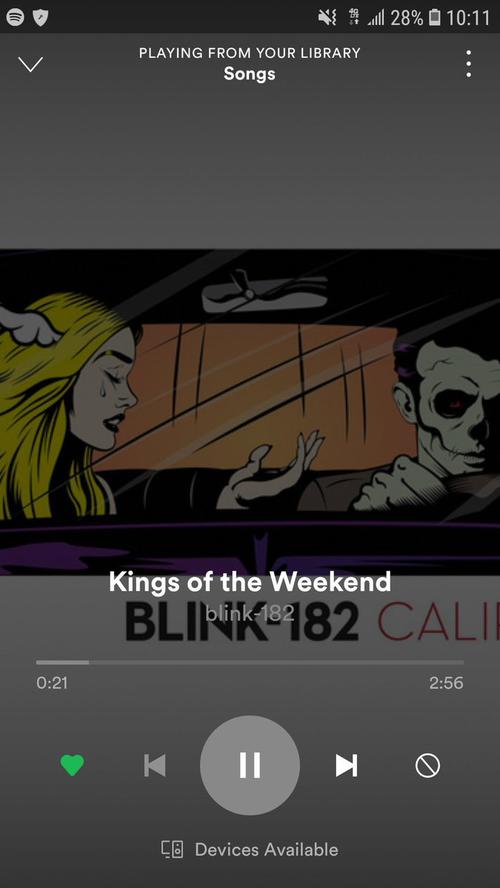 28% 10:11
PLAYING FROM YOUR LIBRARY
Songs
Kings of the Weekend
blink-182
BLINK-182 CALIF
0:21 2:56
Devices Available